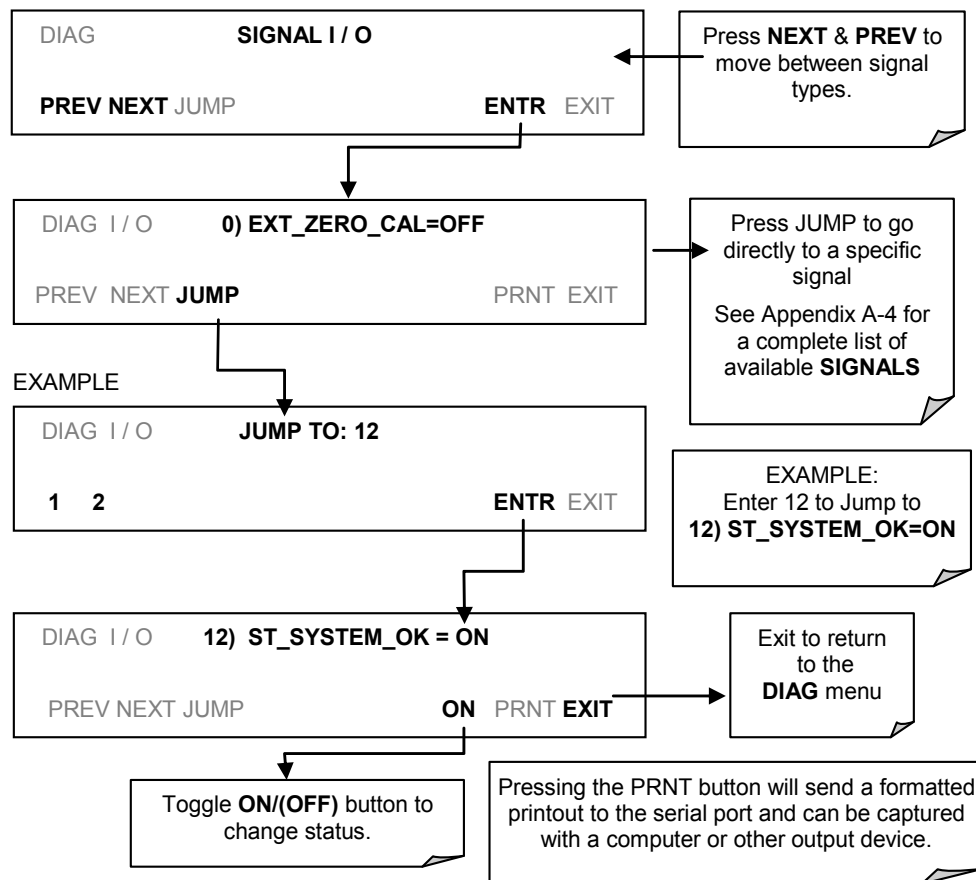 DIAG SIGNAL I / O
PREV NEXT JUMP ENTR EXIT
Press NEXT & PREV to
move between signal
types.
DIAG I / O 0) EXT_ZERO_CAL=OFF
PREV NEXT JUMP PRNT EXIT
Press JUMP to go
directly to a specific
signal
See Appendix A-4 for
a complete list of
available SIGNALS
EXAMPLE
DIAG I / O JUMP TO: 12
1 2 ENTR EXIT
EXAMPLE:
Enter 12 to Jump to
12) ST_SYSTEM_OK=ON
DIAG I / O 12) ST_SYSTEM_OK = ON
PREV NEXT JUMP ON PRNT EXIT
Exit to return
to the
DIAG menu
Toggle ON/(OFF) button to
change status.
Pressing the PRNT button will send a formatted
printout to the serial port and can be captured
with a computer or other output device.